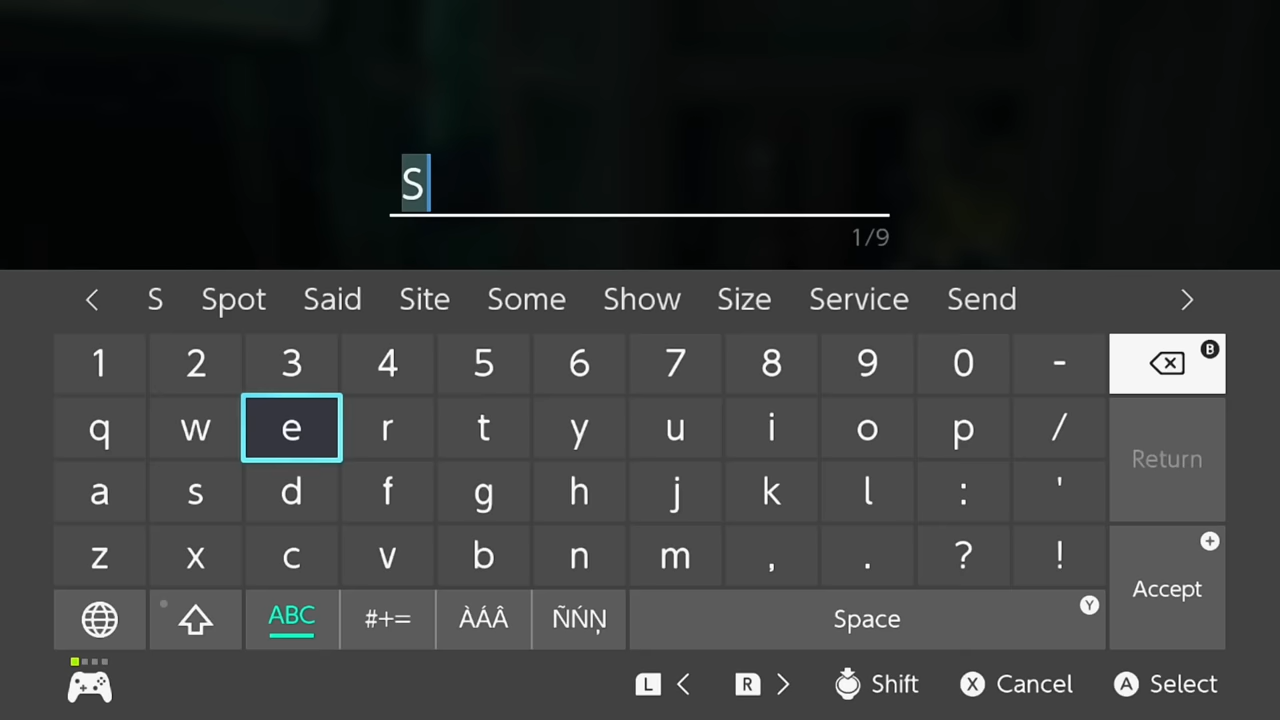 S
1/9
S Spot Said Site Some Show Size Service Send
1 2 3 4 5 6 7 8 9 0 - B
q w e r t y u i o p /
Return
a s d f g h j k l : '
z x c v b n m , . ? ! +
Accept
ABC #+= ÀÁÂ ÑŃŅ Space Y
L R Shift X Cancel A Select